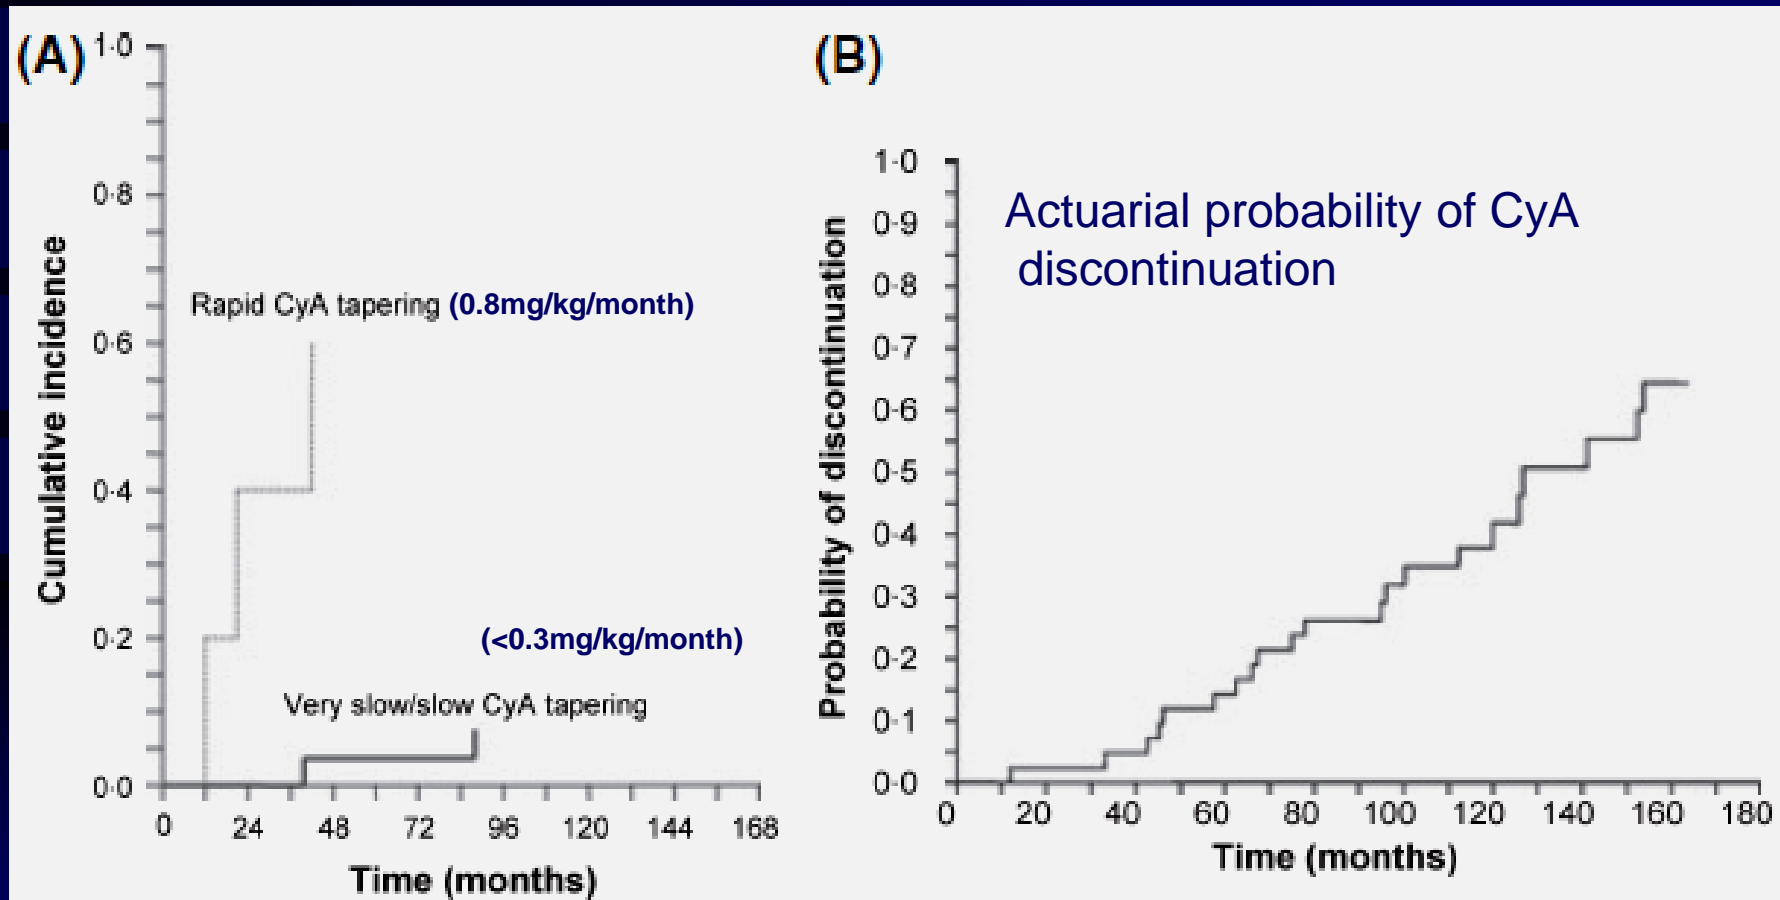 (A)
1·0
0·8
0·6
0·4
0·2
0·0
Cumulative incidence
Rapid CyA tapering (0.8mg/kg/month)
(<0.3mg/kg/month)
Very slow/slow CyA tapering
0 24 48 72 96 120 144 168
Time (months)
(B)
1·0
0·9
0·8
0·7
0·6
0·5
0·4
0·3
0·2
0·1
0·0
Probability of discontinuation
Actuarial probability of CyA
discontinuation
0 20 40 60 80 100 120 140 160 180
Time (months)